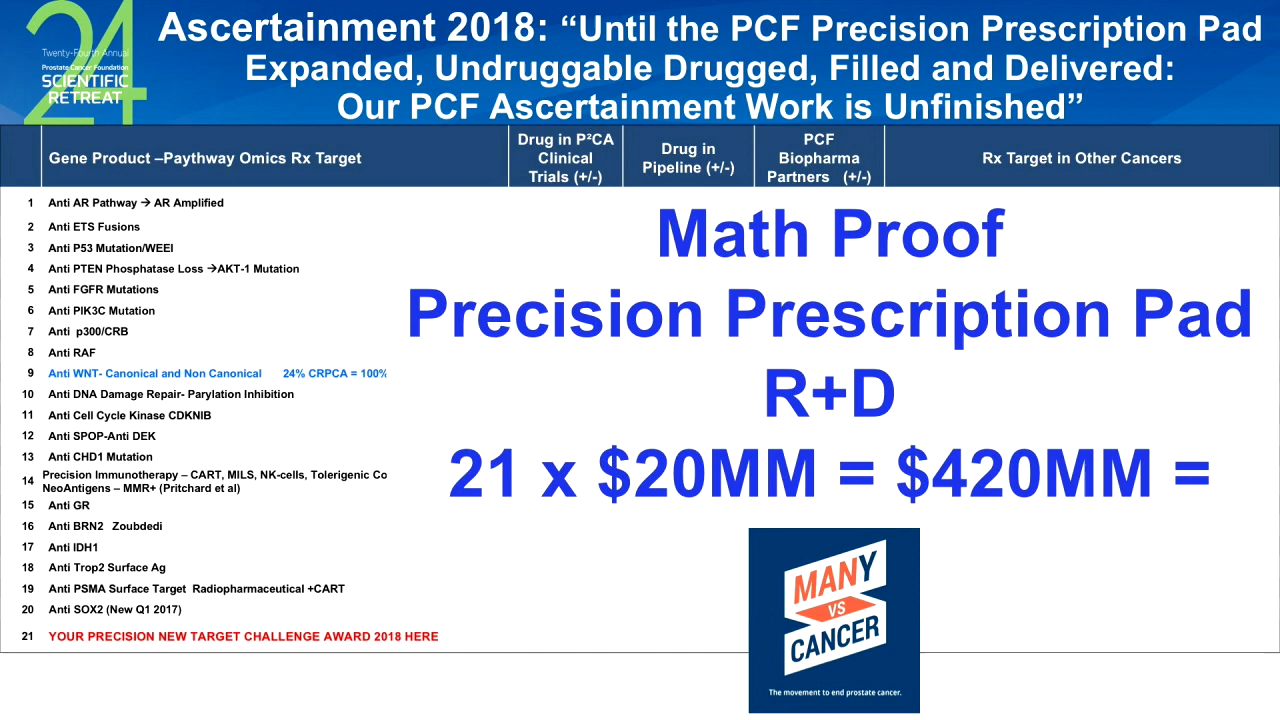 Twenty-Fourth Annual
Prostate Cancer Foundation
SCIENTIFIC
RETREAT
24
Ascertainment 2018: “Until the PCF Precision Prescription Pad
Expanded, Undruggable Drugged, Filled and Delivered:
Our PCF Ascertainment Work is Unfinished”
Gene Product –Paythway Omics Rx Target
Drug in P²CA
Clinical
Trials (+/-)
Drug in
Pipeline (+/-)
PCF
Biopharma
Partners (+/-)
Rx Target in Other Cancers
1 Anti AR Pathway → AR Amplified
2 Anti ETS Fusions
3 Anti P53 Mutation/WEEI
4 Anti PTEN Phosphatase Loss →AKT-1 Mutation
5 Anti FGFR Mutations
6 Anti PIK3C Mutation
7 Anti p300/CRB
8 Anti RAF
9 Anti WNT- Canonical and Non Canonical 24% CRPCA = 100%
10 Anti DNA Damage Repair- Parylation Inhibition
11 Anti Cell Cycle Kinase CDKNIB
12 Anti SPOP-Anti DEK
13 Anti CHD1 Mutation
14 Precision Immunotherapy – CART, MILS, NK-cells, Tolerigenic Co
NeoAntigens – MMR+ (Pritchard et al)
15 Anti GR
16 Anti BRN2 Zoubdedi
17 Anti IDH1
18 Anti Trop2 Surface Ag
19 Anti PSMA Surface Target Radiopharmaceutical +CART
20 Anti SOX2 (New Q1 2017)
21 YOUR PRECISION NEW TARGET CHALLENGE AWARD 2018 HERE
Math Proof
Precision Prescription Pad
R+D
21 x $20MM = $420MM =
MANY
VS
CANCER
The movement to end prostate cancer.